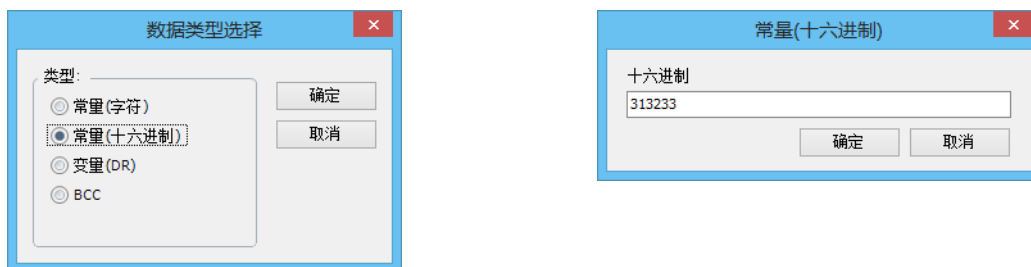 数据类型选择
类型:
常量(字符)
常量(十六进制)
变量(DR)
BCC
确定
取消
常量(十六进制)
十六进制
313233
确定
取消